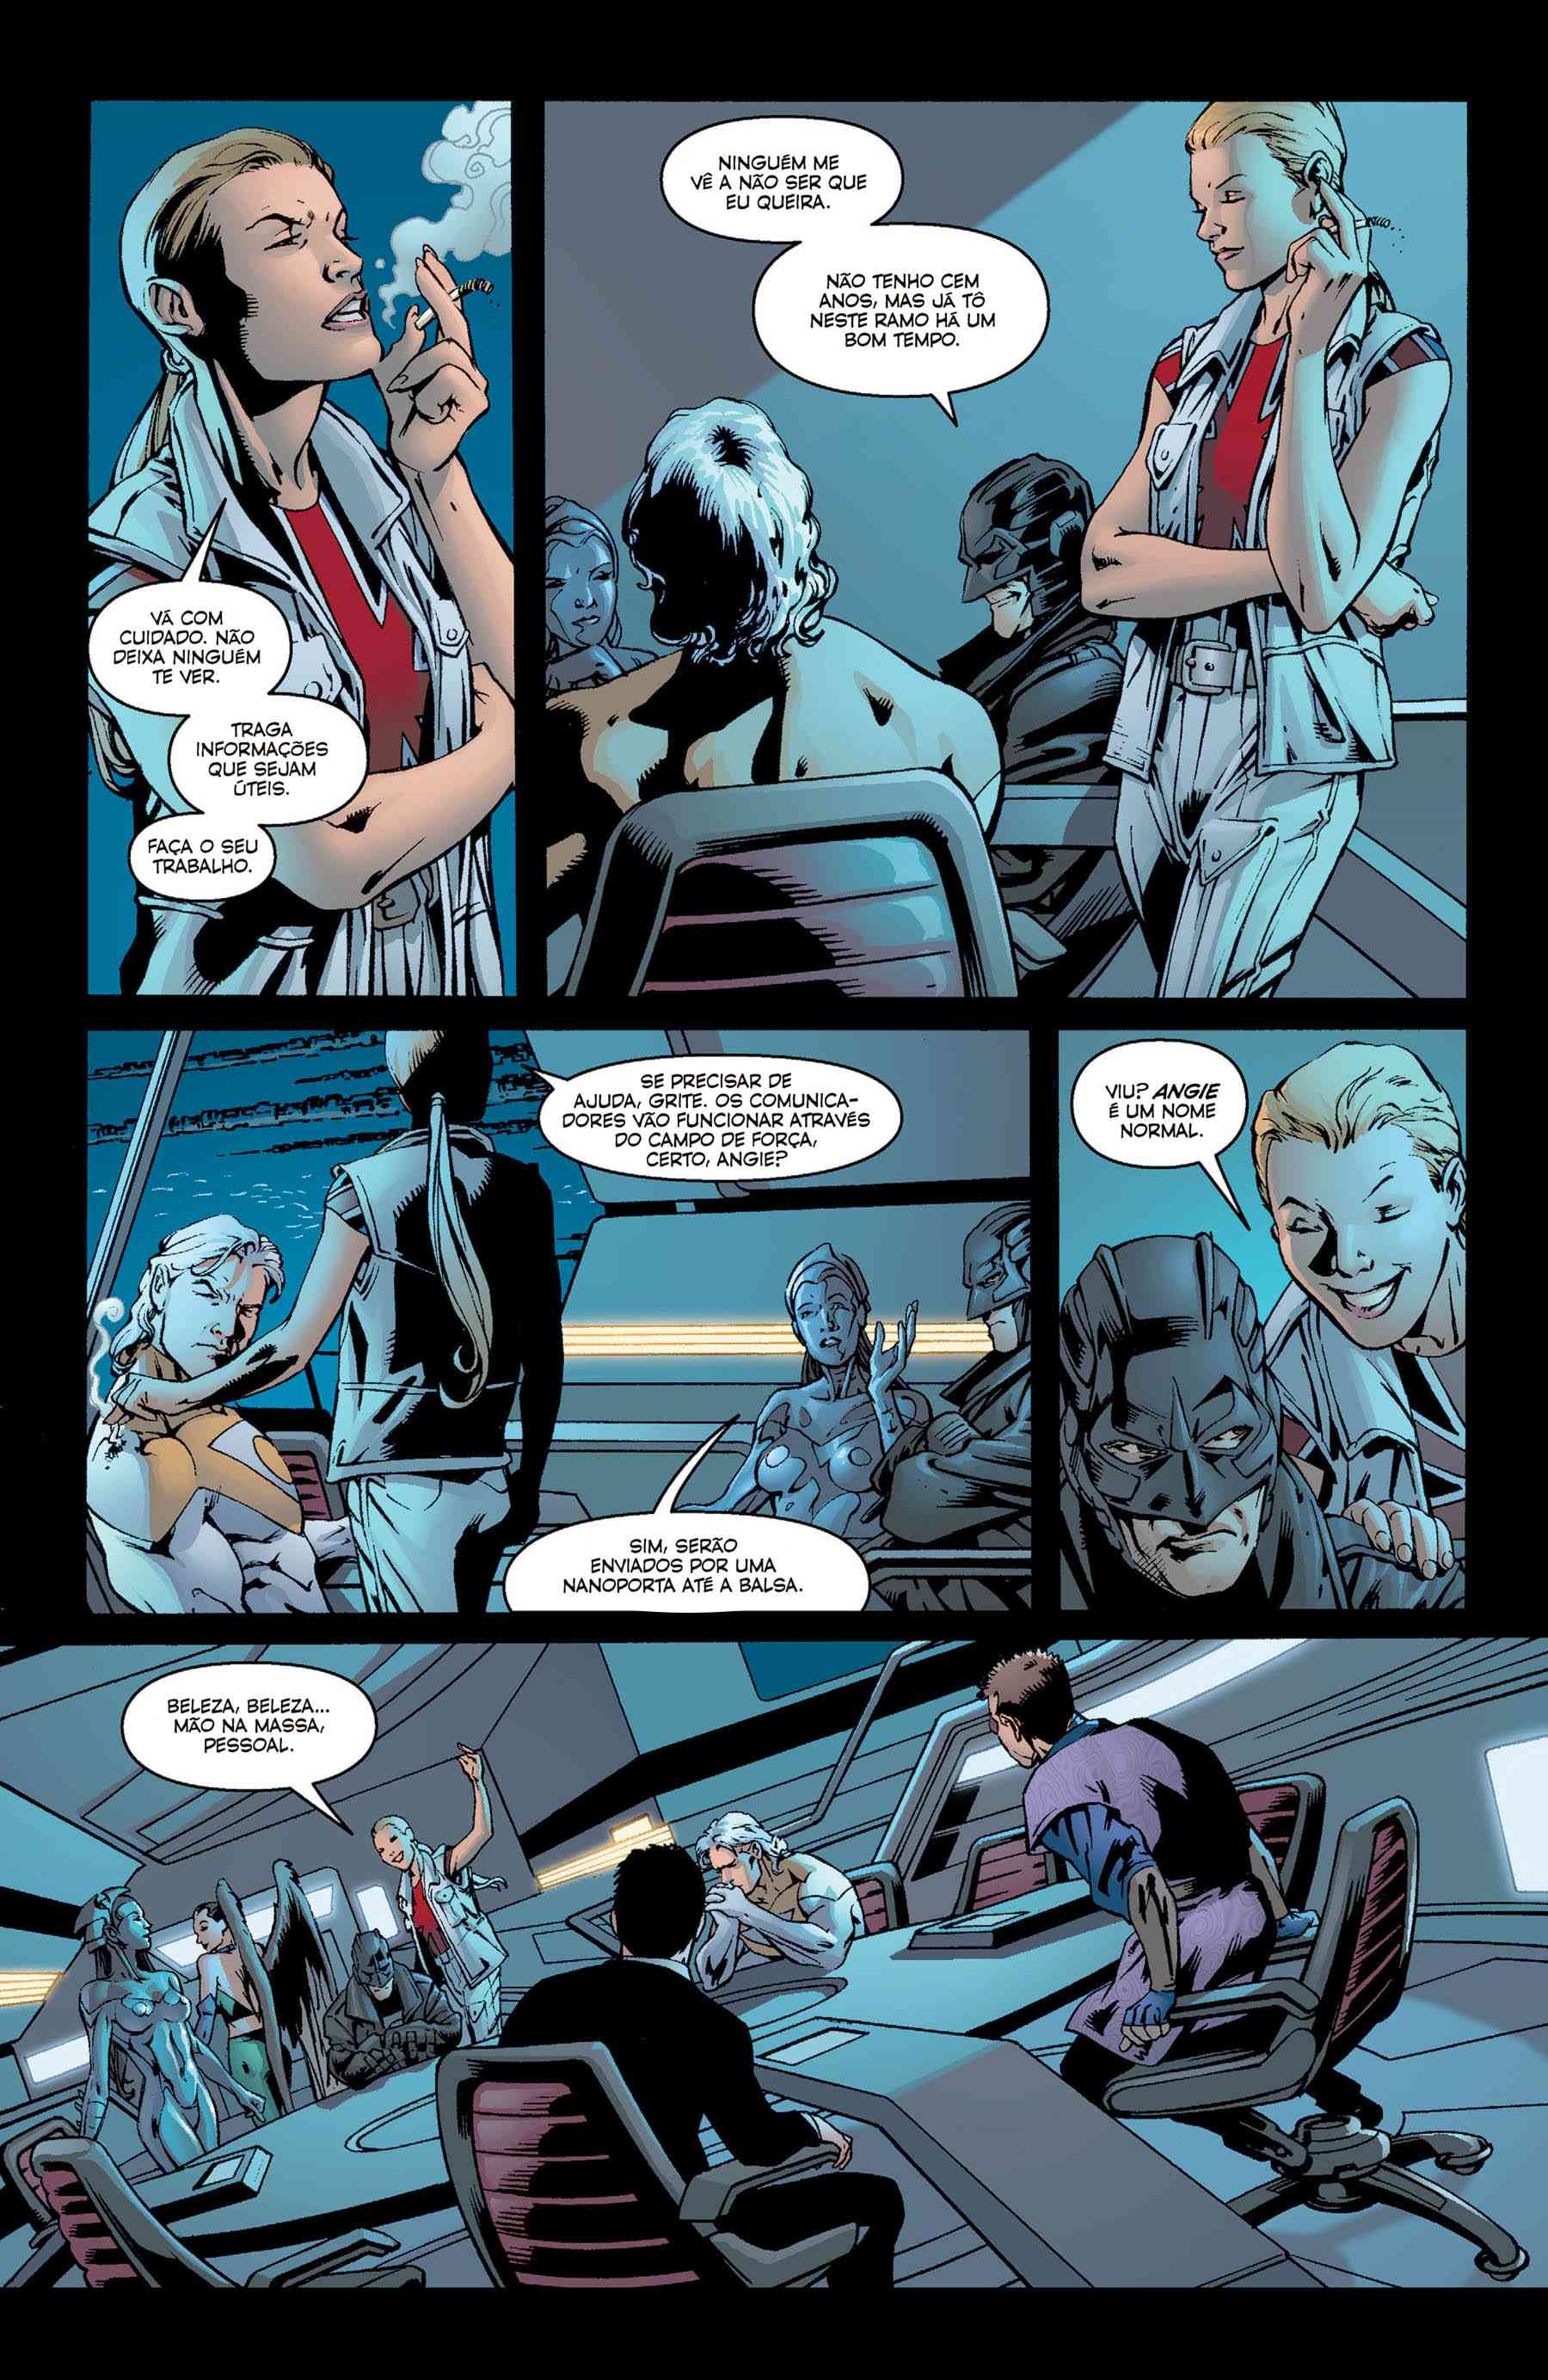 VÁ COM
CUIDADO. NÃO
DEIXA NINGUÉM
TE VER.
TRAGA
INFORMAÇÕES
QUE SEJAM
ÚTEIS.
FAÇA O SEU
TRABALHO.
NINGUÉM ME
VÊ A NÃO SER QUE
EU QUEIRA.
NÃO TENHO CEM
ANOS, MAS JÁ TÔ
NESTE RAMO HÁ UM
BOM TEMPO.
SE PRECISAR DE
AJUDA, GRITE. OS COMUNICA-
DORES VÃO FUNCIONAR ATRAVÉS
DO CAMPO DE FORÇA,
CERTO, ANGIE?
SIM, SERÃO
ENVIADOS POR UMA
NANOPORTA ATÉ A BALSA.
VIU? ANGIE
É UM NOME
NORMAL.
BELEZA, BELEZA...
MÃO NA MASSA,
PESSOAL.